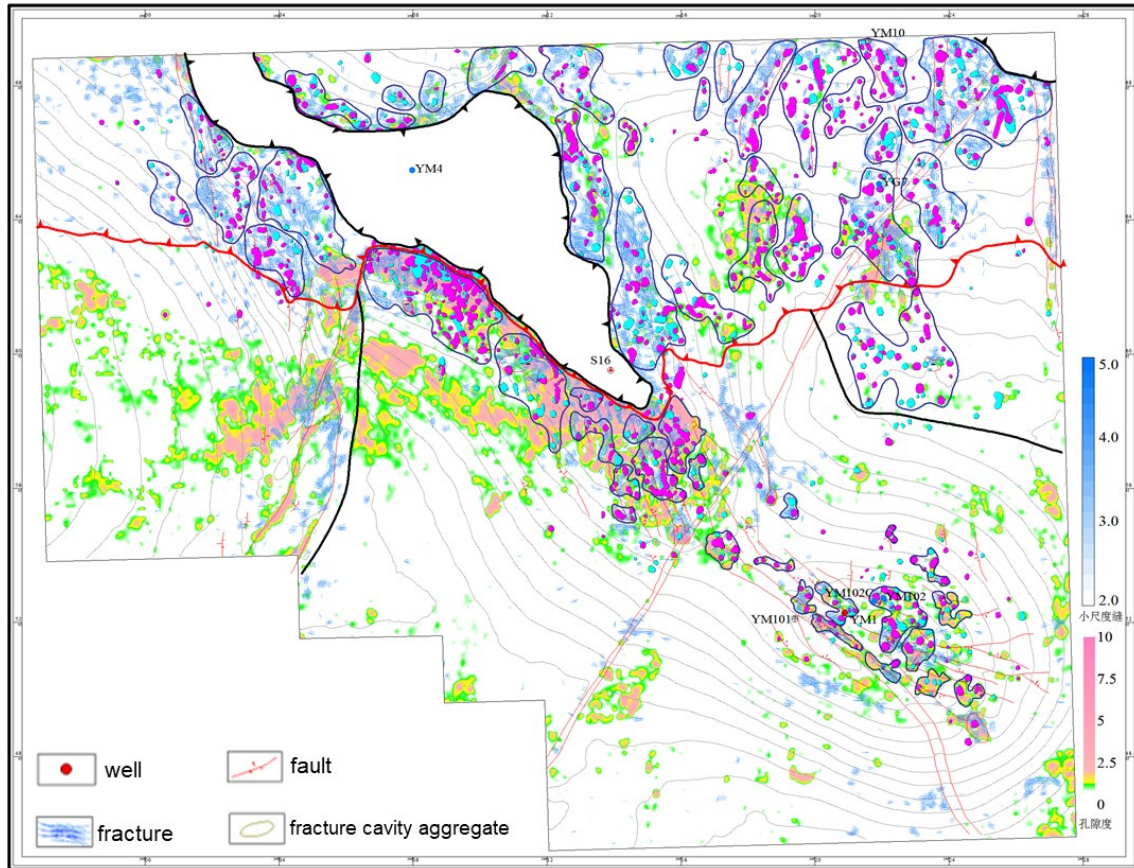 YM10
YM4
YG7
S16
YM102C
YM102
YM101
YM1
5.0
4.0
3.0
2.0
小尺度缝
10
7.5
5
2.5
0
孔隙度
well
fault
fracture
fracture cavity aggregate